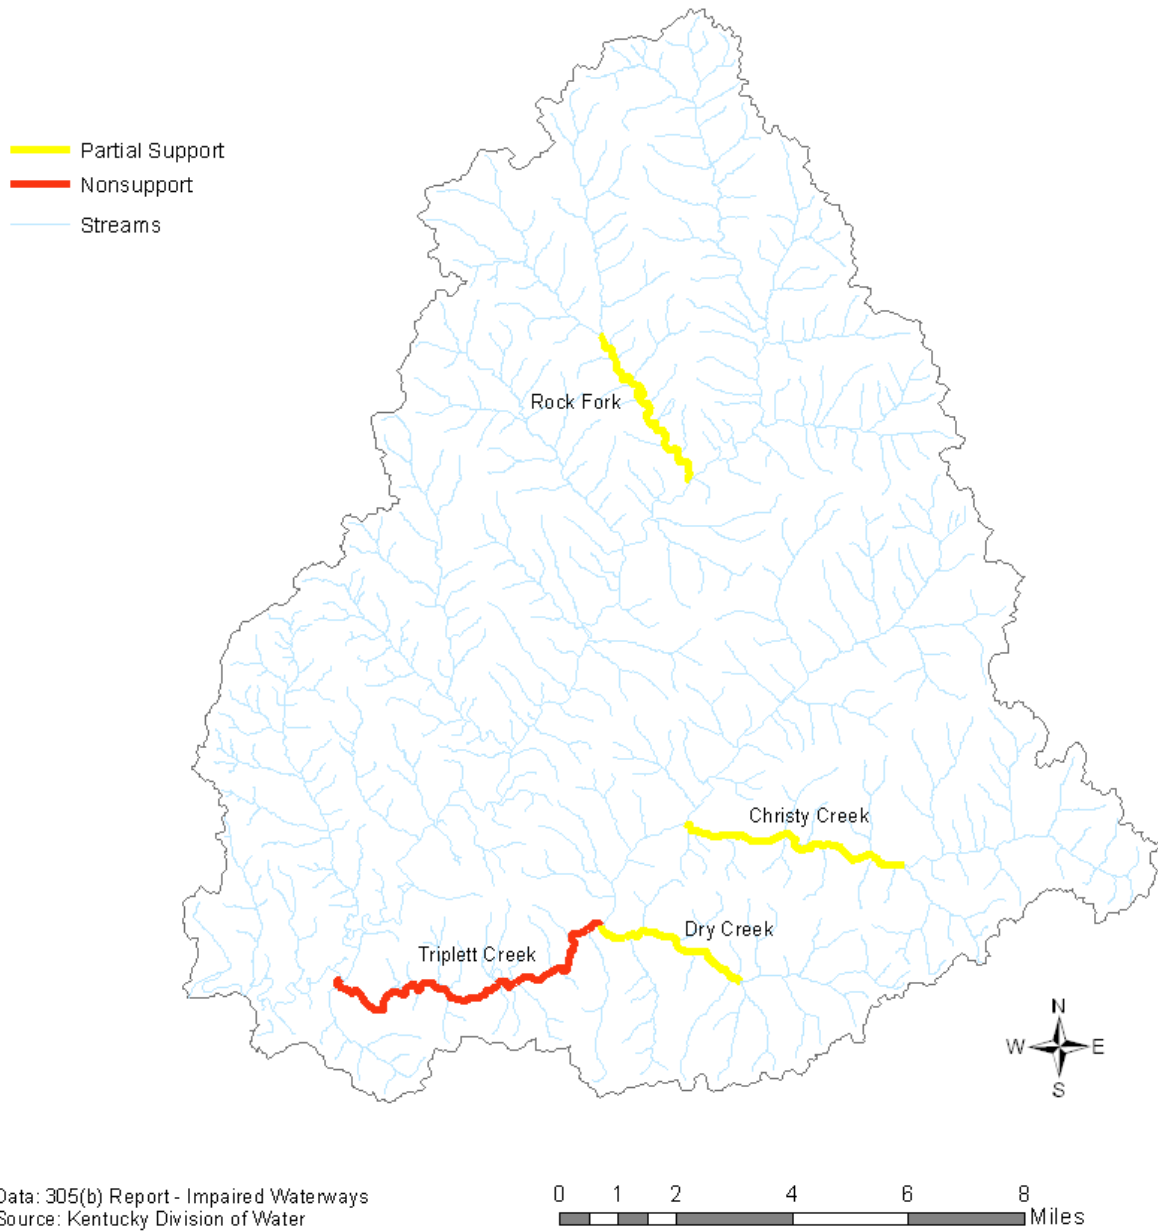 Partial Support
Nonsupport
Streams
Rock Fork
Christy Creek
Dry Creek
Triplett Creek
N
W E
S
Data: 305(b) Report - Impaired Waterways
Source: Kentucky Division of Water
0 1 2 4 6 8
Miles